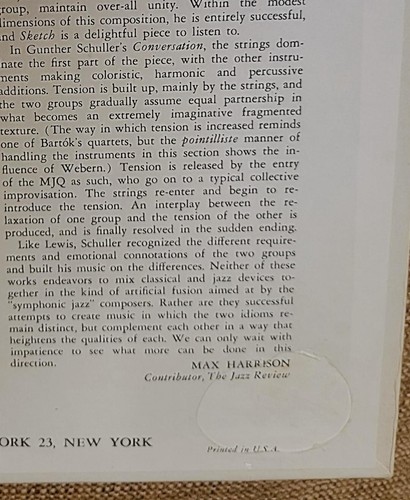 group, maintain over-all unity. Within the modest
dimensions of this composition, he is entirely successful,
and Sketch is a delightful piece to listen to.
In Gunther Schuller's Conversation, the strings dom-
inate the first part of the piece, with the other instru-
ments making coloristic, harmonic and percussive
additions. Tension is built up, mainly by the strings, and
the two groups gradually assume equal partnership in
what becomes an extremely imaginative fragmented
texture. (The way in which tension is increased reminds
one of Bartók's quartets, but the pointilliste manner of
handling the instruments in this section shows the in-
fluence of Webern.) Tension is released by the entry
of the MJQ as such, who go on to a typical collective
improvisation. The strings re-enter and begin to re-
introduce the tension. An interplay between the re-
laxation of one group and the tension of the other is
produced, and is finally resolved in the sudden ending.
Like Lewis, Schuller recognized the different require-
ments and emotional connotations of the two groups
and built his music on the differences. Neither of these
works endeavors to mix classical and jazz devices to-
gether in the kind of artificial fusion aimed at by the
"symphonic jazz" composers. Rather are they successful
attempts to create music in which the two idioms re-
main distinct, but complement each other in a way that
heightens the qualities of each. We can only wait with
impatience to see what more can be done in this
direction.
MAX HARRISON
Contributor, The Jazz Review
ORK 23, NEW YORK
Printed in U.S.A.